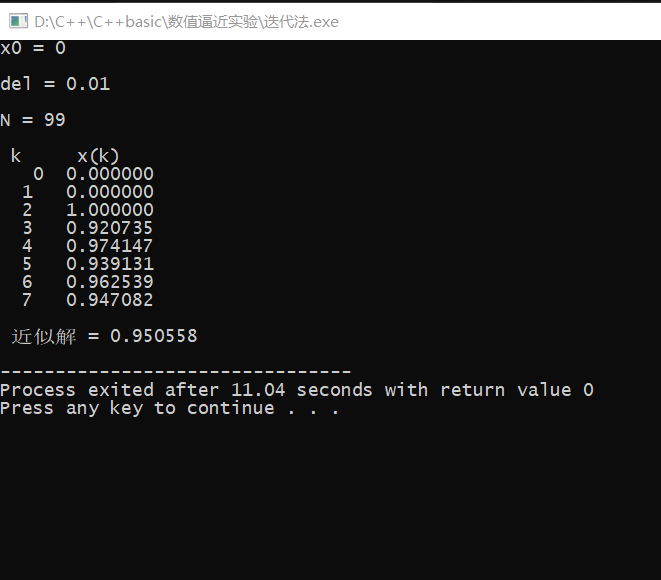 D:\C++\C++basic\数值逼近实验\迭代法.exe
x0 = 0
del = 0.01
N = 99
k x(k)
0 0.000000
1 0.000000
2 1.000000
3 0.920735
4 0.974147
5 0.939131
6 0.962539
7 0.947082
近似解 = 0.950558
--------------------------------
Process exited after 11.04 seconds with return value 0
Press any key to continue . . .